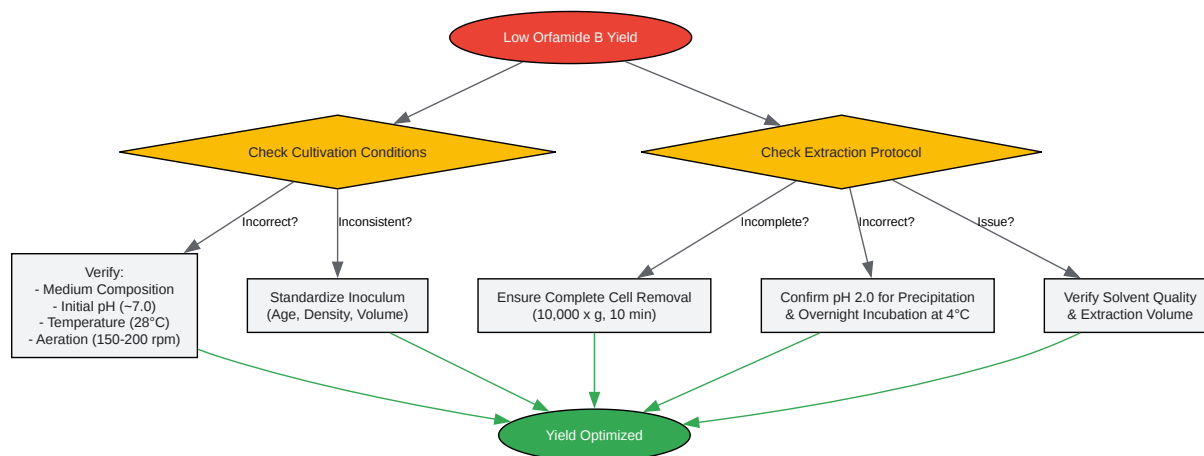 Low Orfamide B Yield
Check Cultivation Conditions
Check Extraction Protocol
Incorrect?
Inconsistent?
Incomplete?
Incorrect?
Issue?
Verify:
- Medium Composition
- Initial pH (~7.0)
- Temperature (28°C)
- Aeration (150-200 rpm)
Standardize Inoculum
(Age, Density, Volume)
Ensure Complete Cell Removal
(10,000 x g, 10 min)
Confirm pH 2.0 for Precipitation
& Overnight Incubation at 4°C
Verify Solvent Quality
& Extraction Volume
Yield Optimized